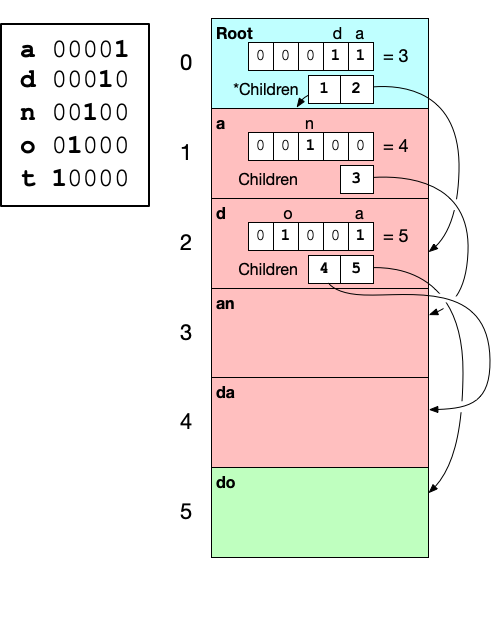 a 00001
d 00010
n 00100
o 01000
t 10000
0
Root
d a
0 0 0 1 1 = 3
*Children 1 2
1
a
n
0 0 1 0 0 = 4
Children 3
2
d
o a
0 1 0 0 1 = 5
Children 4 5
3
an
4
da
5
do